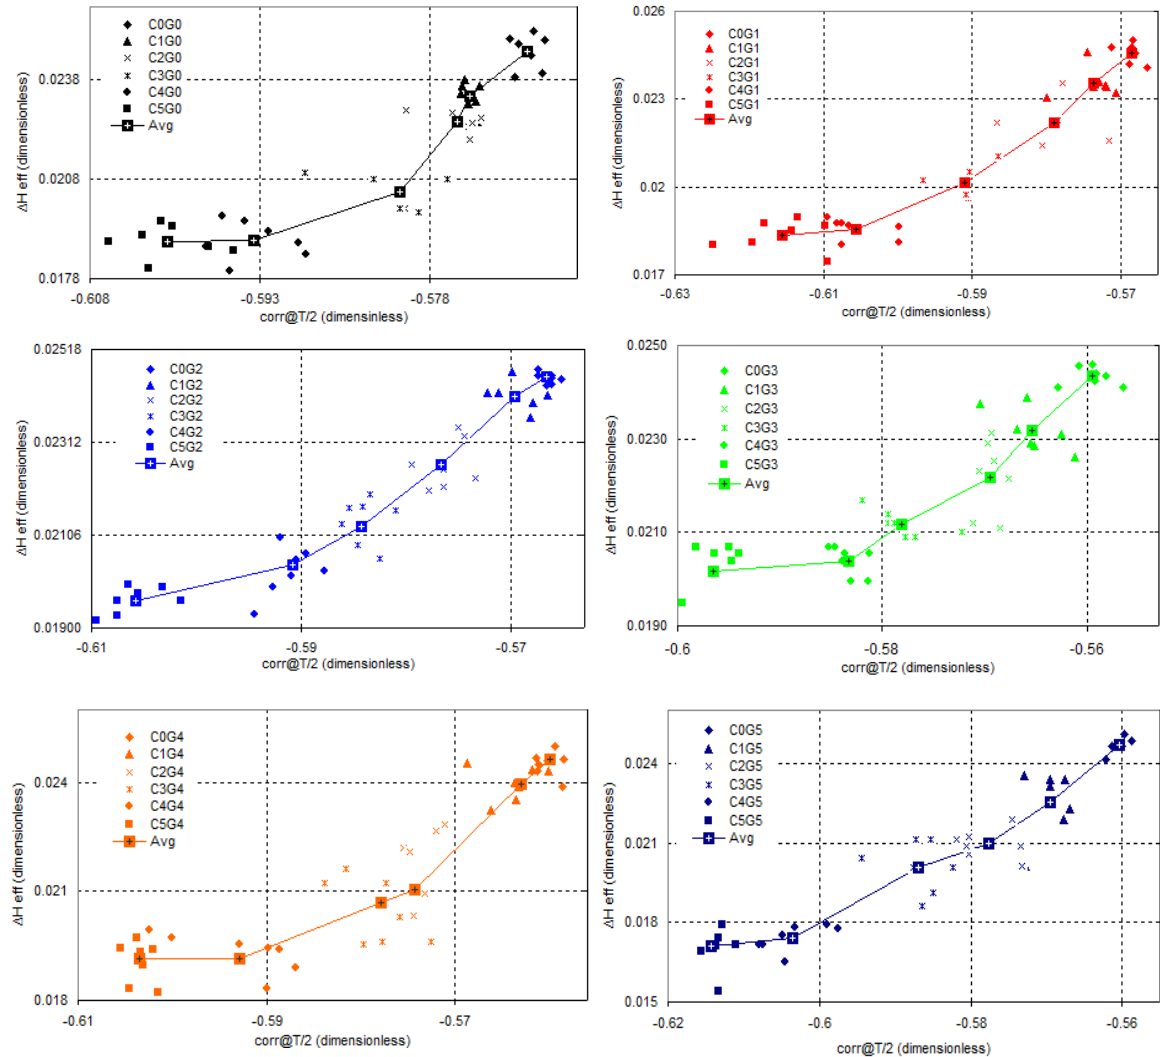 C0G0
C1G0
C2G0
C3G0
C4G0
C5G0
Avg
0.0238
0.0208
0.0178
-0.608
-0.593
-0.578
ΔH eff (dimensionless)
corr@T/2 (dimensinless)
C0G1
C1G1
C2G1
C3G1
C4G1
C5G1
Avg
0.026
0.023
0.02
0.017
-0.63
-0.61
-0.59
-0.57
ΔH eff (dimensionless)
corr@T/2 (dimensionless)
C0G2
C1G2
C2G2
C3G2
C4G2
C5G2
Avg
0.02518
0.02312
0.02106
0.01900
-0.61
-0.59
-0.57
ΔH eff (dimensionless)
corr@T/2 (dimensionless)
C0G3
C1G3
C2G3
C3G3
C4G3
C5G3
Avg
0.0250
0.0230
0.0210
0.0190
-0.6
-0.58
-0.56
ΔH eff (dimensionless)
corr@T/2 (dimensionless)
C0G4
C1G4
C2G4
C3G4
C4G4
C5G4
Avg
0.024
0.021
0.018
-0.61
-0.59
-0.57
ΔH eff (dimensionless)
corr@T/2 (dimensionless)
C0G5
C1G5
C2G5
C3G5
C4G5
C5G5
Avg
0.024
0.021
0.018
0.015
-0.62
-0.6
-0.58
-0.56
ΔH eff (dimensionless)
corr@T/2 (dimensionless)